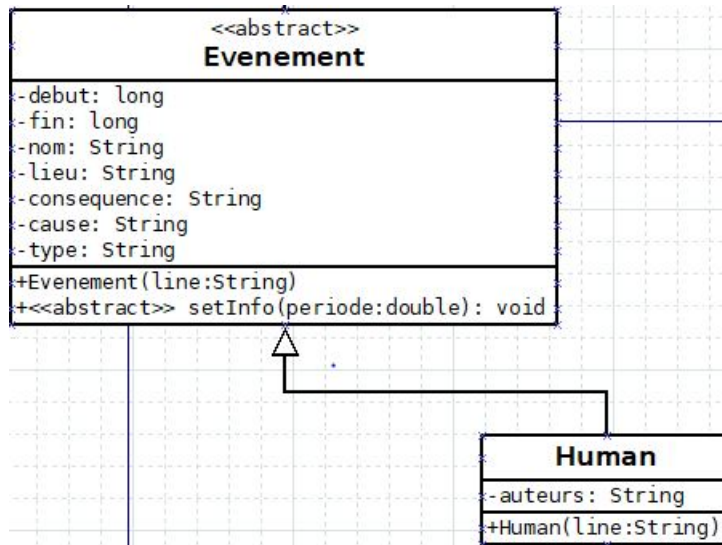 <<abstract>>
Evenement
-debut: long
-fin: long
-nom: String
-lieu: String
-consequence: String
-cause: String
-type: String
+Evenement(line:String)
+<<abstract>> setInfo(periode:double): void
Human
-auteurs: String
+Human(line:String)